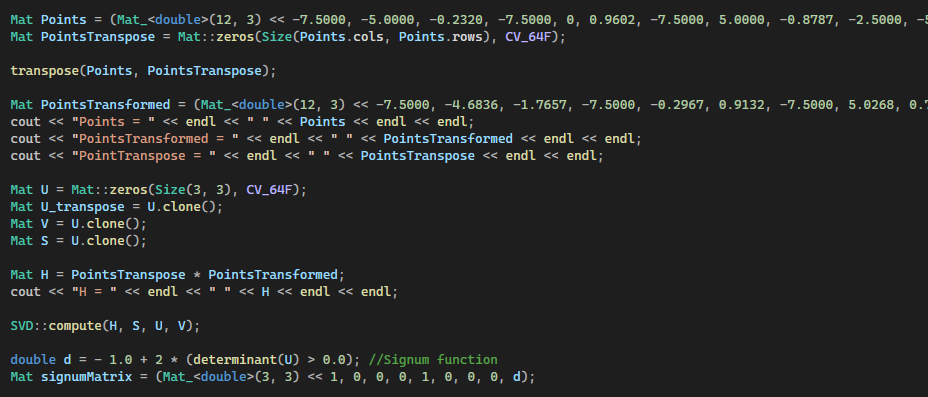 Mat Points = (Mat_<double>(12, 3) << -7.5000, -5.0000, -0.2320, -7.5000, 0, 0.9602, -7.5000, 5.0000, -0.8787, -2.5000, -5
Mat PointsTranspose = Mat::zeros(Size(Points.cols, Points.rows), CV_64F);
transpose(Points, PointsTranspose);
Mat PointsTransformed = (Mat_<double>(12, 3) << -7.5000, -4.6836, -1.7657, -7.5000, -0.2967, 0.9132, -7.5000, 5.0268, 0.7
cout << "Points = " << endl << " " << Points << endl << endl;
cout << "PointsTransformed = " << endl << " " << PointsTransformed << endl << endl;
cout << "PointTranspose = " << endl << " " << PointsTranspose << endl << endl;
Mat U = Mat::zeros(Size(3, 3), CV_64F);
Mat U_transpose = U.clone();
Mat V = U.clone();
Mat S = U.clone();
Mat H = PointsTranspose * PointsTransformed;
cout << "H = " << endl << " " << H << endl << endl;
SVD::compute(H, S, U, V);
double d = - 1.0 + 2 * (determinant(U) > 0.0); //Signum function
Mat signumMatrix = (Mat_<double>(3, 3) << 1, 0, 0, 0, 1, 0, 0, 0, d);